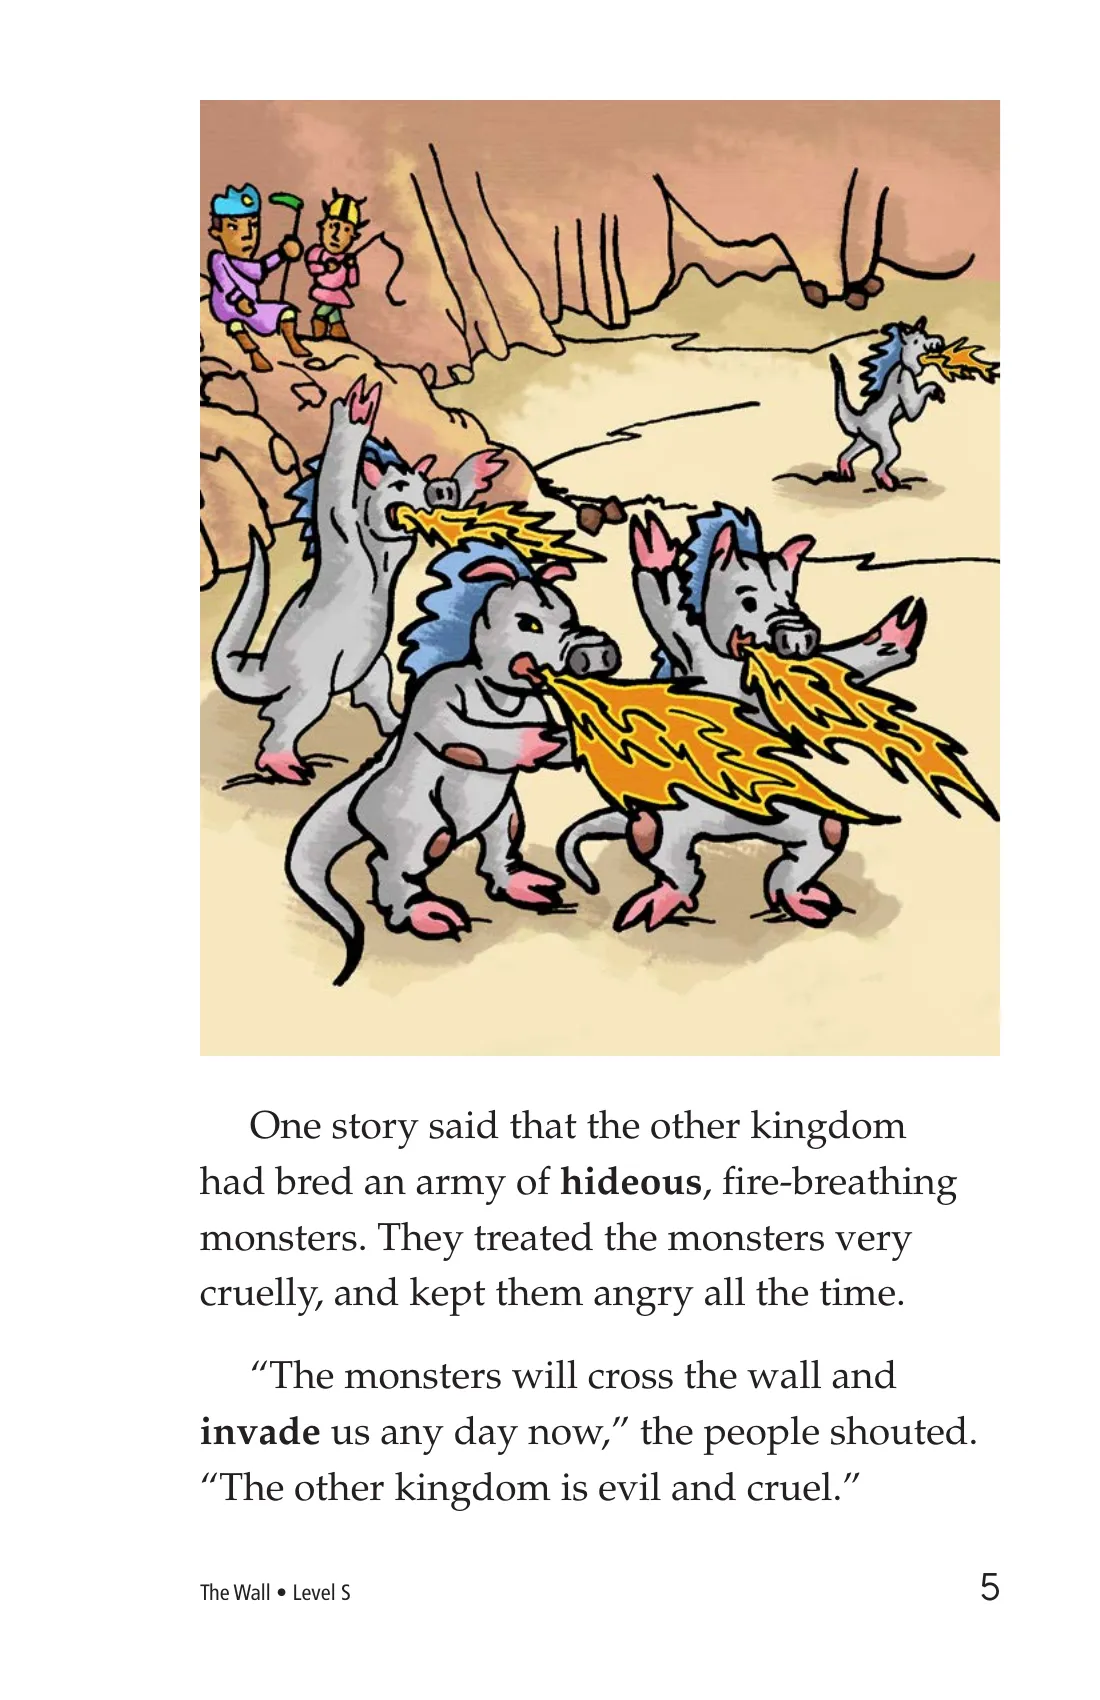 One story said that the other kingdom
had bred an army of hideous, fire-breathing
monsters. They treated the monsters very
cruelly, and kept them angry all the time.
“The monsters will cross the wall and
invade us any day now,” the people shouted.
“The other kingdom is evil and cruel.”
The Wall • Level S
5